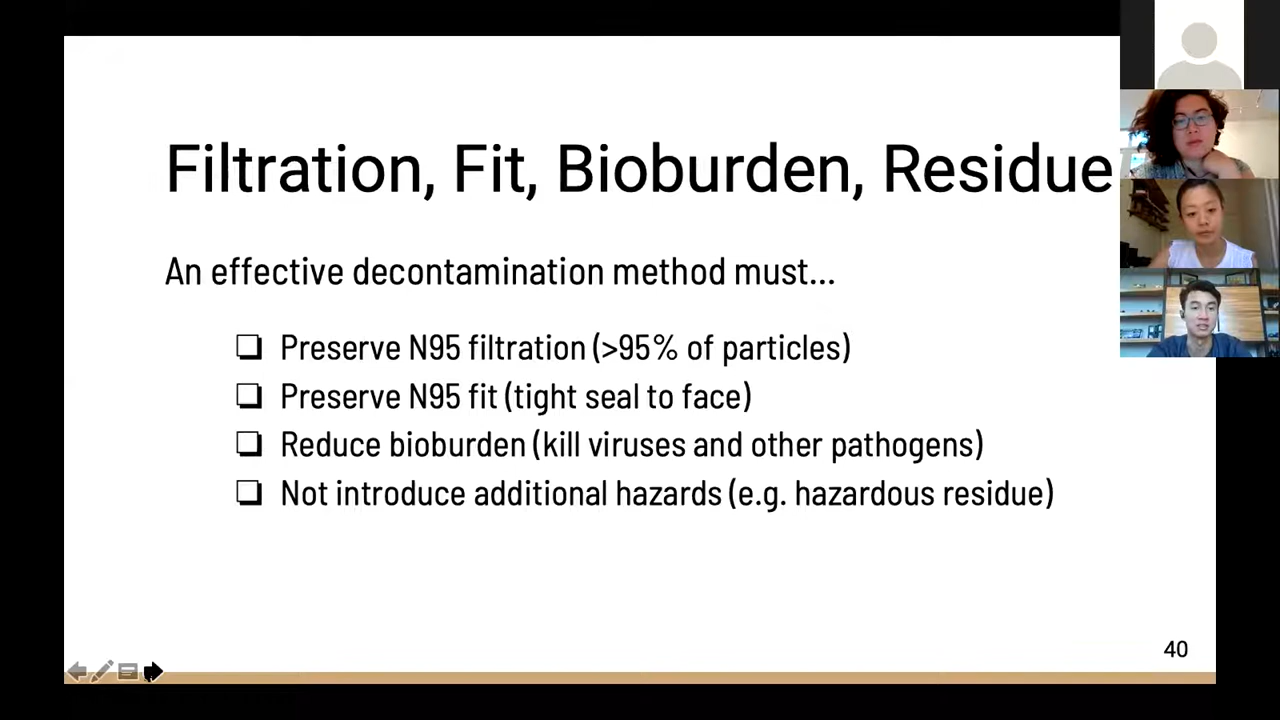 Filtration, Fit, Bioburden, Residue
An effective decontamination method must...
Preserve N95 filtration (>95% of particles)
Preserve N95 fit (tight seal to face)
Reduce bioburden (kill viruses and other pathogens)
Not introduce additional hazards (e.g. hazardous residue)
40